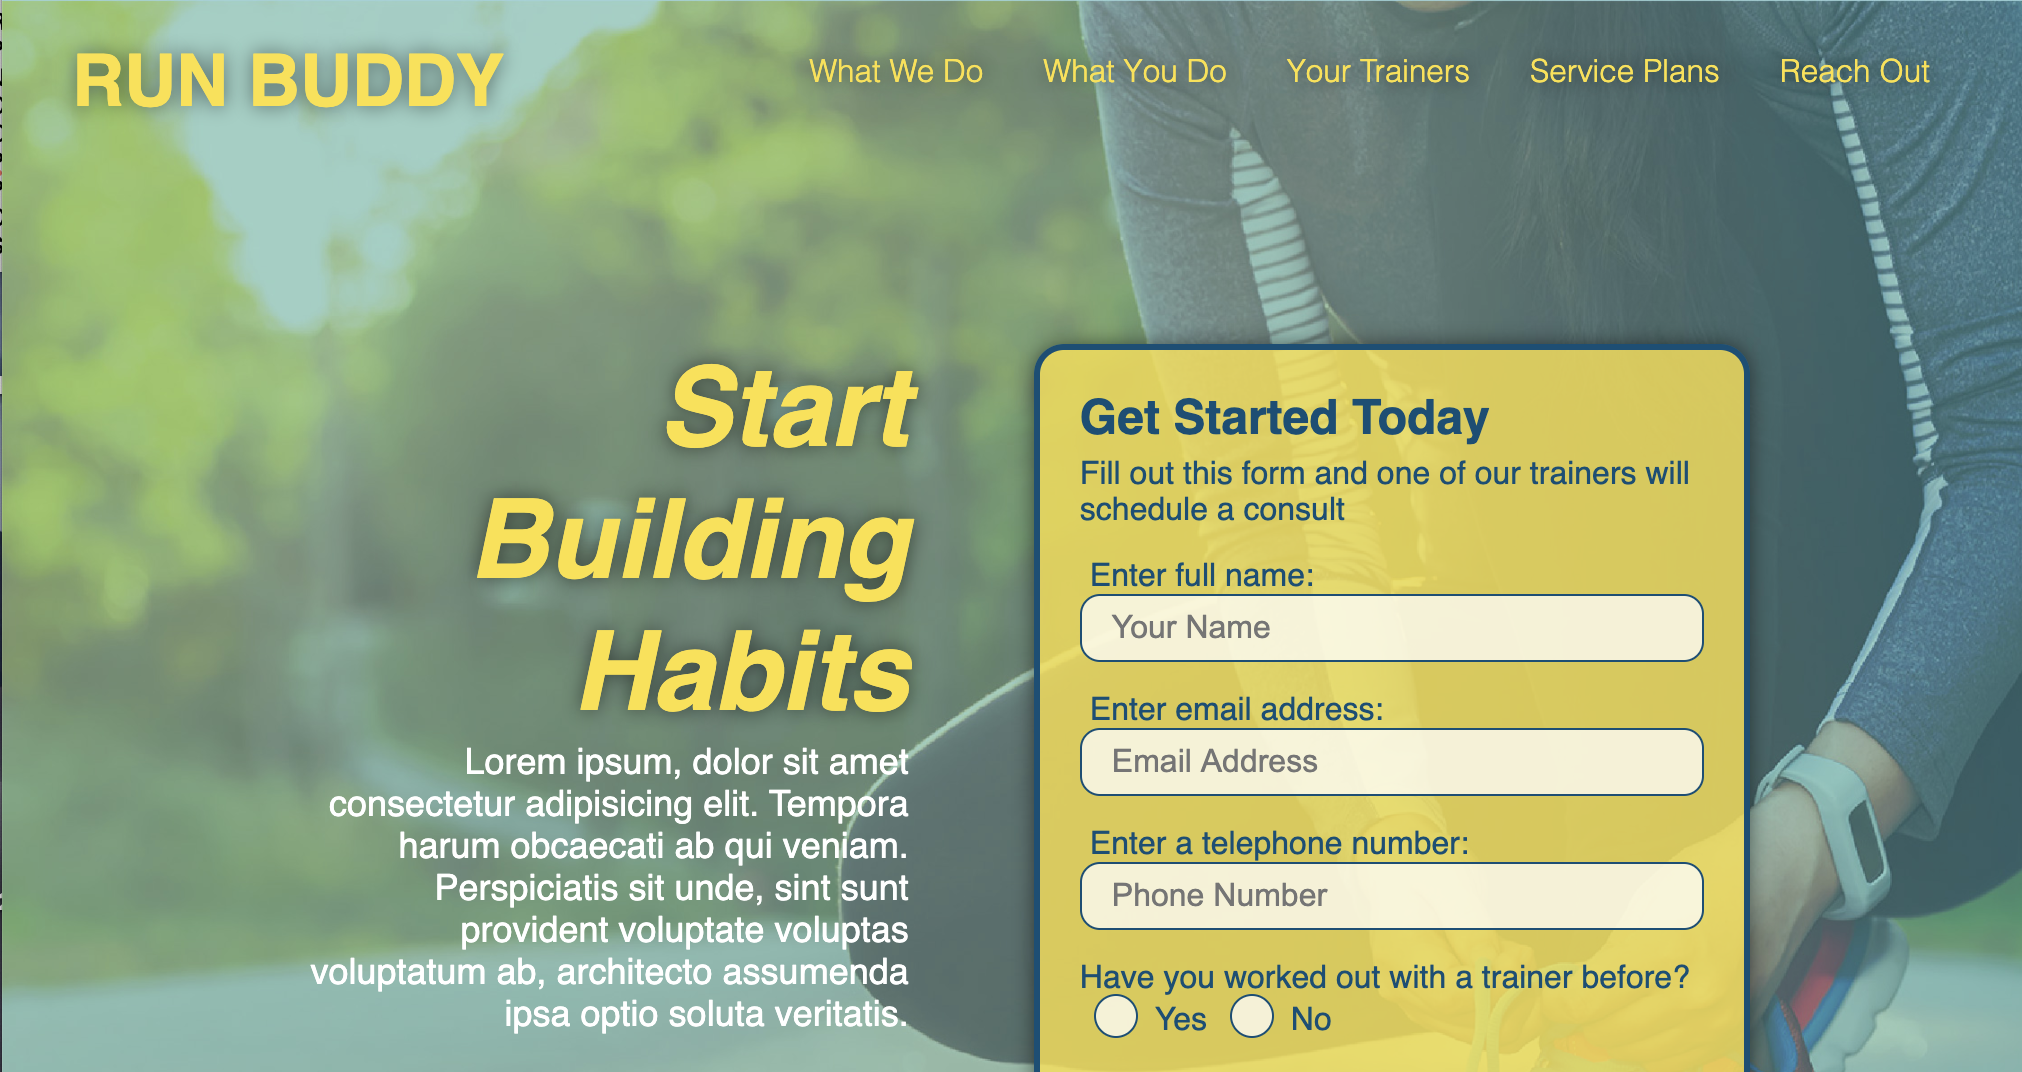 RUN BUDDY
What We Do
What You Do
Your Trainers
Service Plans
Reach Out
Start
Building
Habits
Lorem ipsum, dolor sit amet
consectetur adipisicing elit. Tempora
harum obcaecati ab qui veniam.
Perspiciatis sit unde, sint sunt
provident voluptate voluptas
voluptatum ab, architecto assumenda
ipsa optio soluta veritatis.
Get Started Today
Fill out this form and one of our trainers will
schedule a consult
Enter full name:
Your Name
Enter email address:
Email Address
Enter a telephone number:
Phone Number
Have you worked out with a trainer before?
Yes No